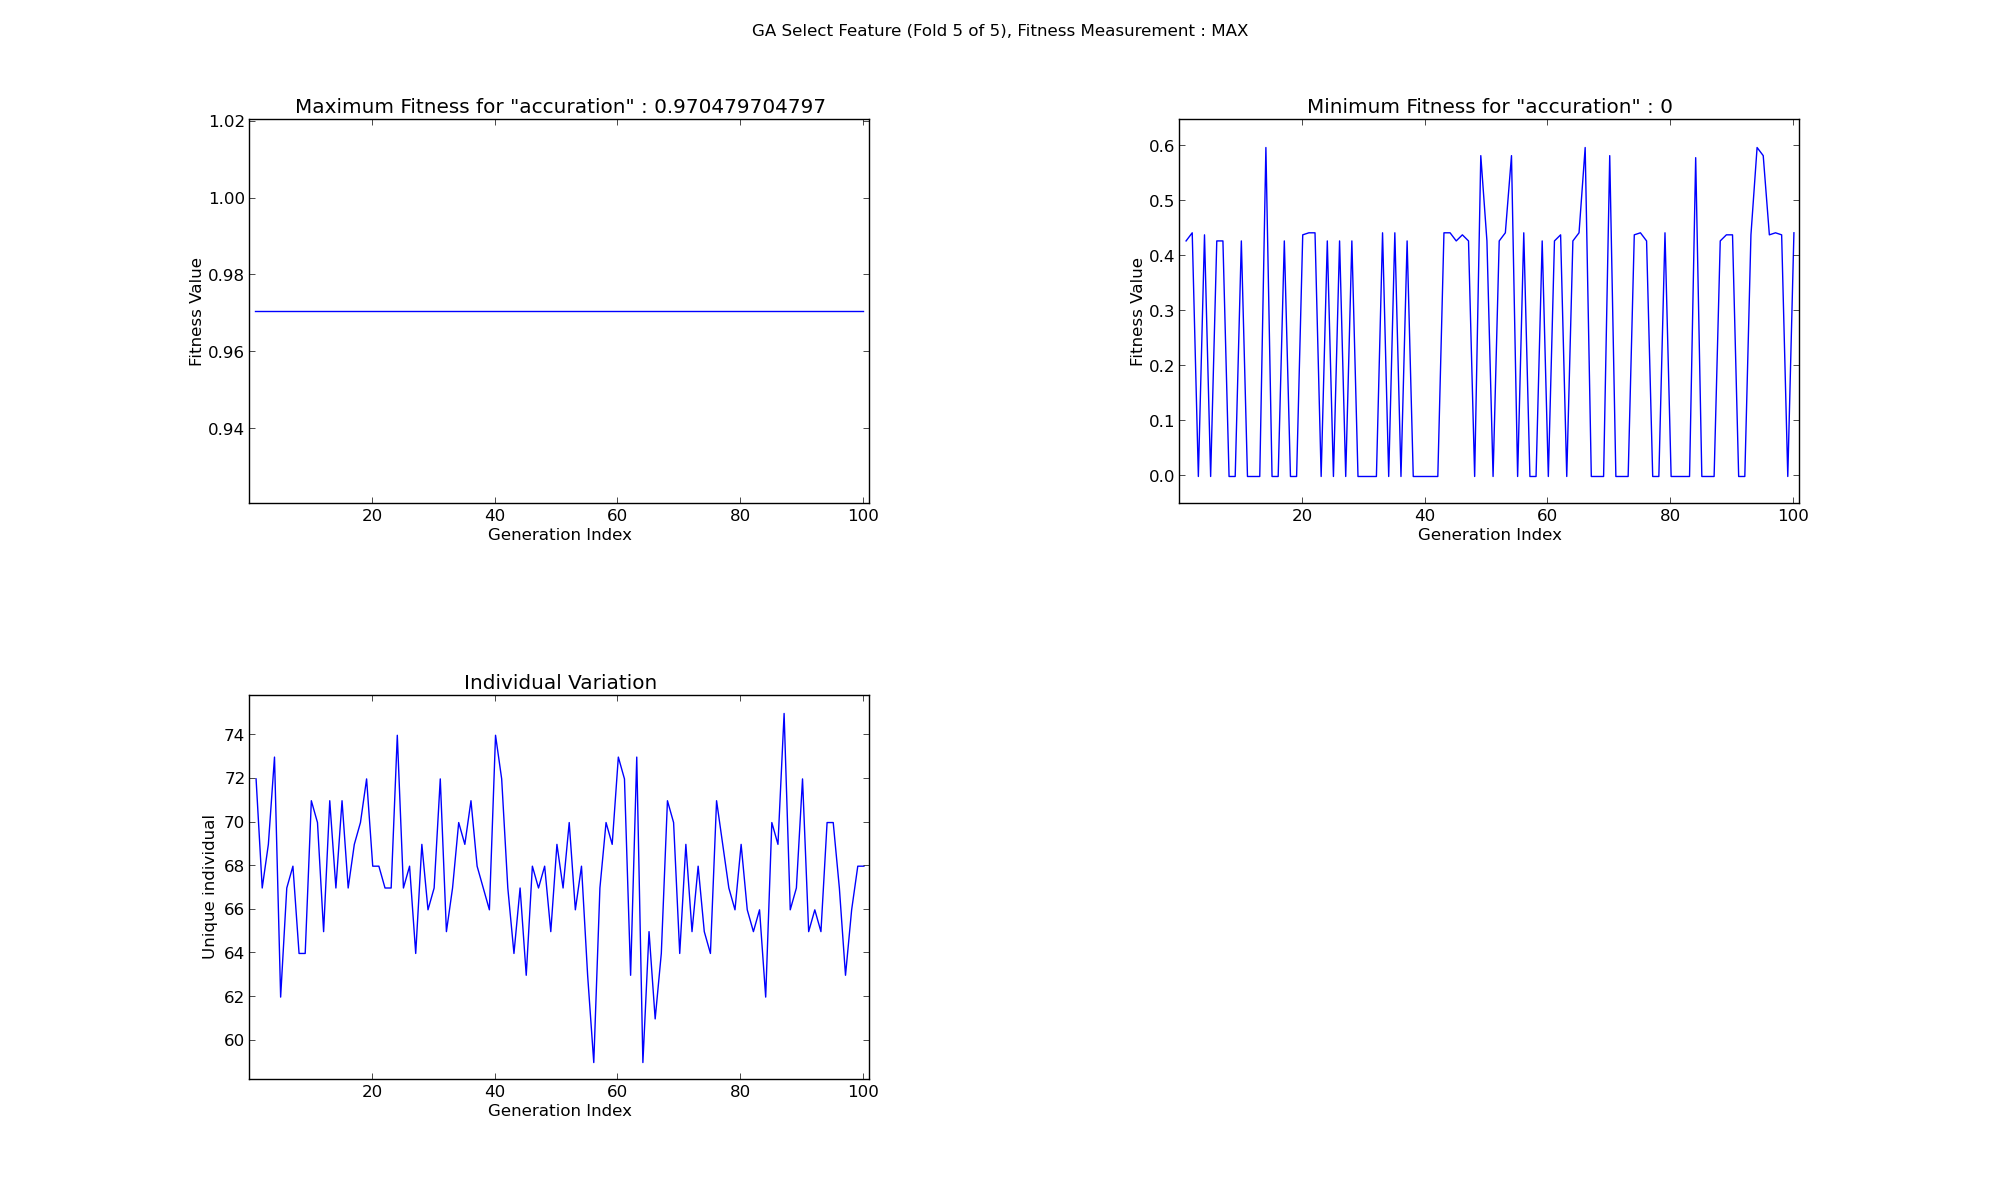 GA Select Feature (Fold 5 of 5), Fitness Measurement : MAX
Maximum Fitness for "accuration" : 0.970479704797
1.02
1.00
0.98
0.96
0.94
Fitness Value
20 40 60 80 100
Generation Index
Minimum Fitness for "accuration" : 0
0.6
0.5
0.4
0.3
0.2
0.1
0.0
Fitness Value
20 40 60 80 100
Generation Index
Individual Variation
74
72
70
68
66
64
62
60
Unique individual
20 40 60 80 100
Generation Index